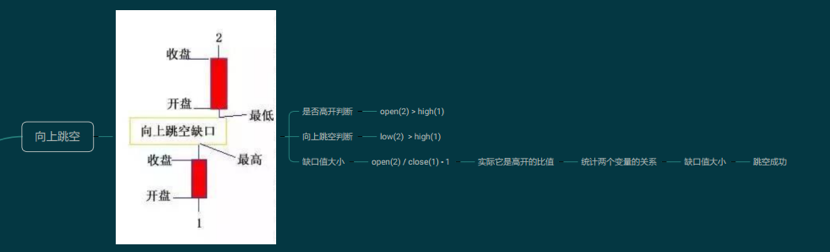 向上跳空
2
收盘
开盘
最低
向上跳空缺口
收盘
最高
开盘
1
是否高开判断
open(2) > high(1)
向上跳空判断
low(2) > high(1)
缺口值大小
open(2) / close(1) - 1
实际它是高开的比值
统计两个变量的关系
缺口值大小
跳空成功